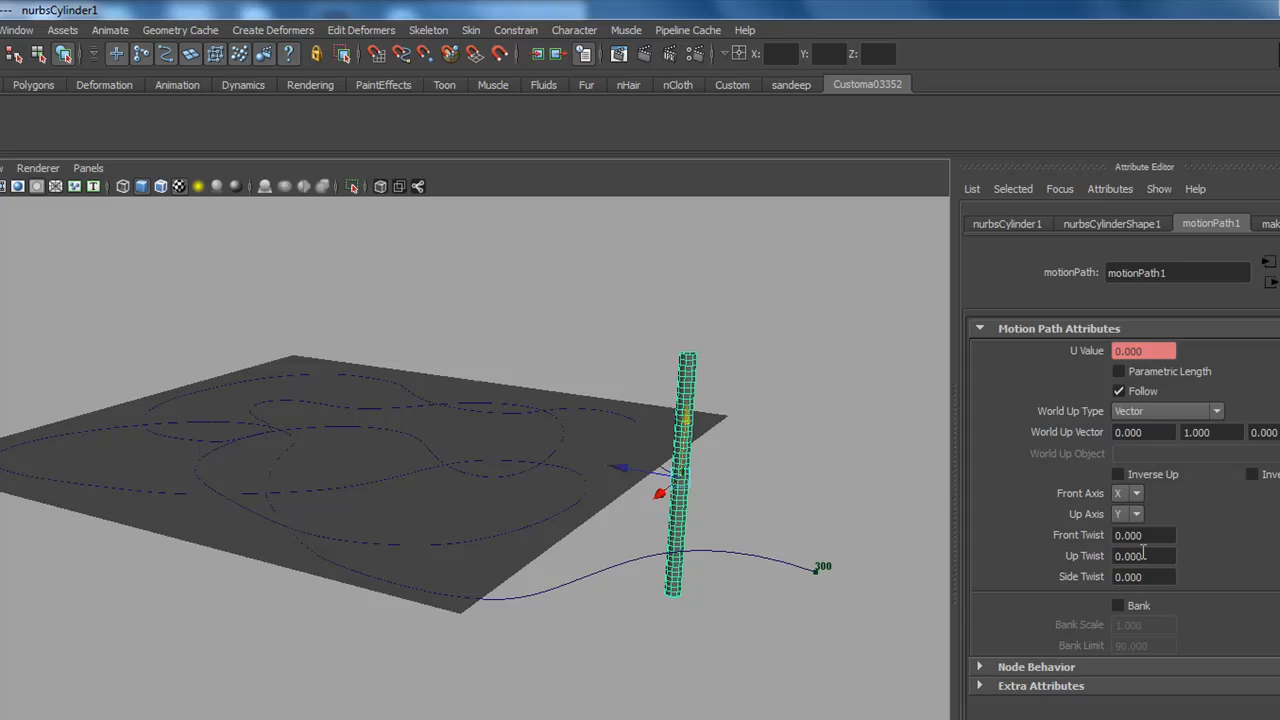 --- nurbsCylinder1
Window Assets Animate Geometry Cache Create Deformers Edit Deformers Skeleton Skin Constrain Character Muscle Pipeline Cache Help
X: Y: Z:
Polygons Deformation Animation Dynamics Rendering PaintEffects Toon Muscle Fluids Fur nHair nCloth Custom sandeep Customa03352
Renderer Panels
Attribute Editor
List Selected Focus Attributes Show Help
nurbsCylinder1 nurbsCylinderShape1 motionPath1 mak
motionPath: motionPath1
Motion Path Attributes
U Value 0.000
Parametric Length
Follow
World Up Type Vector
World Up Vector 0.000 1.000 0.000
World Up Object
Inverse Up Inve
Front Axis X
Up Axis Y
Front Twist 0.000
Up Twist 0.000
Side Twist 0.000
300
Bank
Bank Scale 1.000
Bank Limit 90.000
Node Behavior
Extra Attributes